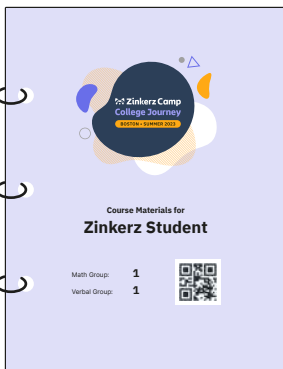 Zinkerz Camp
College Journey
BOSTON • SUMMER 2023
Course Materials for
Zinkerz Student
Math Group: 1
Verbal Group: 1